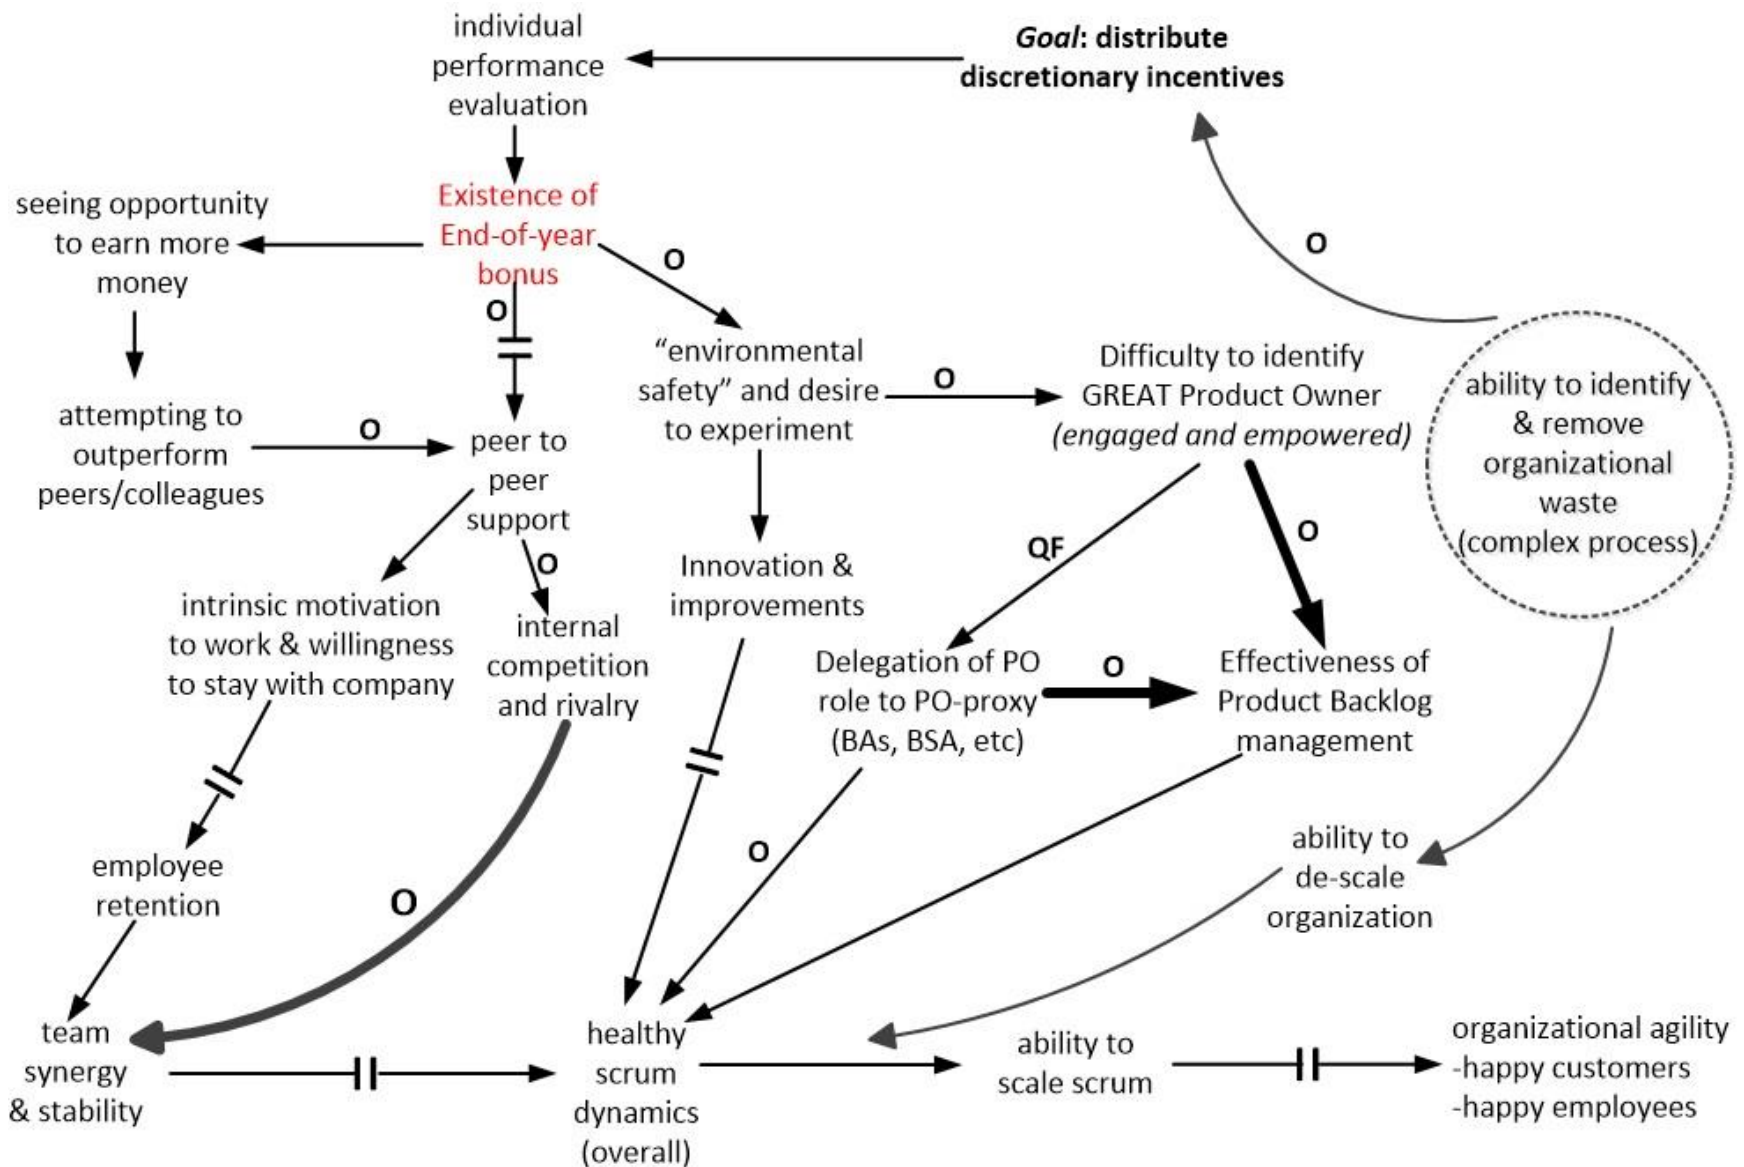 individual
performance
evaluation
Goal: distribute
discretionary incentives
Existence of
End-of-year
bonus
seeing opportunity
to earn more
money
O
O
O
"environmental
safety" and desire
to experiment
O
Difficulty to identify
GREAT Product Owner
(engaged and empowered)
ability to identify
& remove
organizational
waste
(complex process)
attempting to
outperform
peers/colleagues
O
peer to
peer
support
O
QF
O
Innovation &
improvements
intrinsic motivation
to work & willingness
to stay with company
internal
competition
and rivalry
Delegation of PO
role to PO-proxy
(BAs, BSA, etc)
O
Effectiveness of
Product Backlog
management
employee
retention
O
O
ability to
de-scale
organization
team
synergy
& stability
healthy
scrum
dynamics
(overall)
ability to
scale scrum
organizational agility
-happy customers
-happy employees